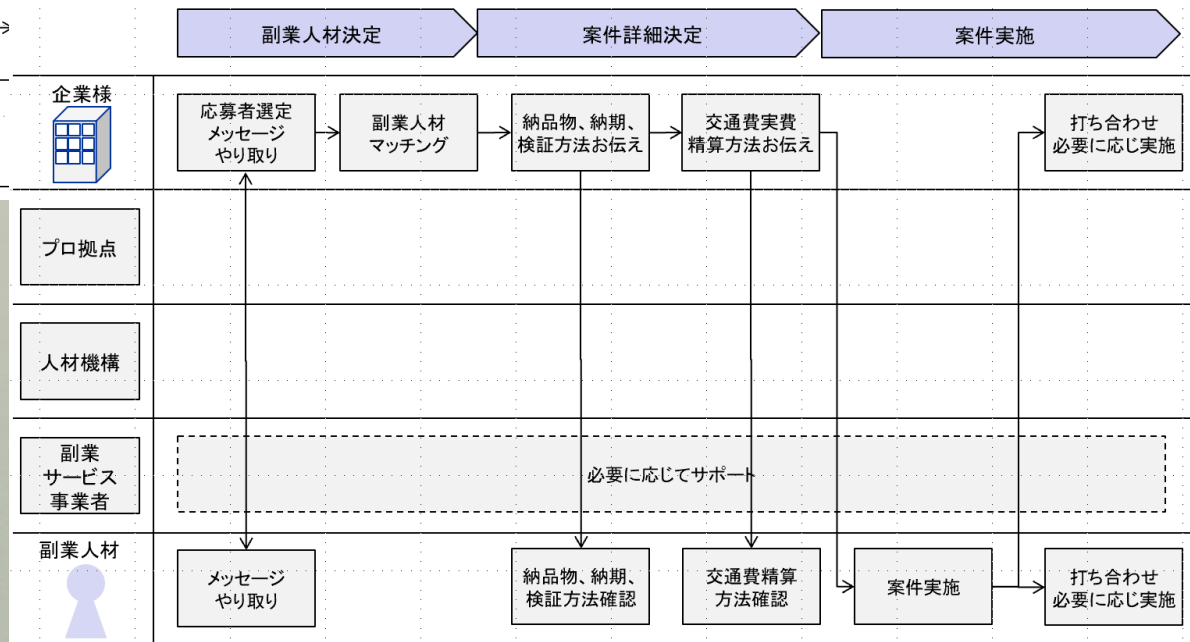 副業人材決定
案件詳細決定
案件実施
企業様
応募者選定
メッセージ
やり取り
副業人材
マッチング
納品物、納期、
検証方法お伝え
交通費実費
精算方法お伝え
打ち合わせ
必要に応じ実施
プロ拠点
人材機構
副業
サービス
事業者
必要に応じてサポート
副業人材
メッセージ
やり取り
納品物、納期、
検証方法確認
交通費精算
方法確認
案件実施
打ち合わせ
必要に応じ実施